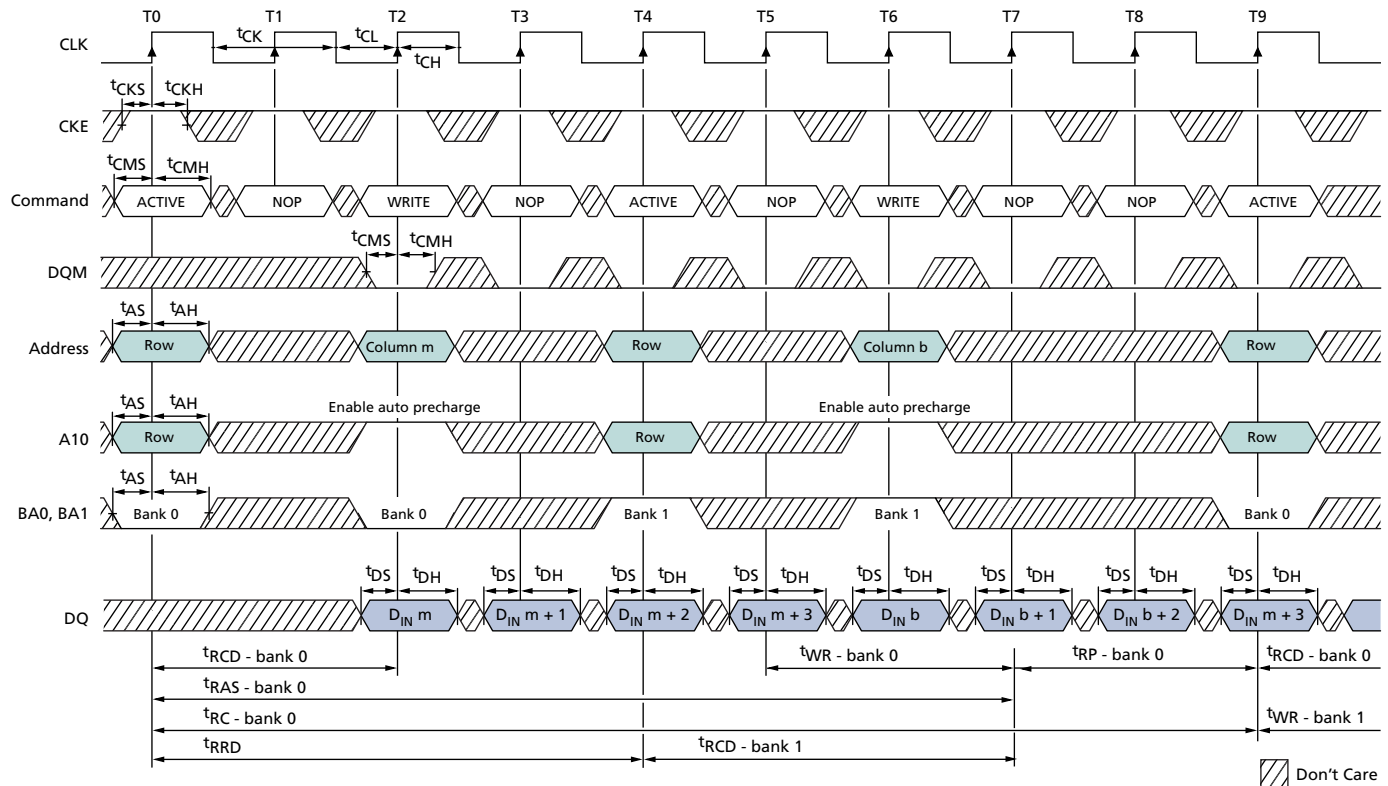 T0 T1 T2 T3 T4 T5 T6 T7 T8 T9
CLK tCK tCL tCH
tCKS tCKH
CKE
tCMS tCMH
Command ACTIVE NOP WRITE NOP ACTIVE NOP WRITE NOP NOP ACTIVE
tCMS tCMH
DQM
tAS tAH
Address Row Column m Row Column b Row
tAS tAH Enable auto precharge Enable auto precharge
A10 Row Row Row
tAS tAH
BA0, BA1 Bank 0 Bank 0 Bank 1 Bank 1 Bank 0
tDS tDH tDS tDH tDS tDH tDS tDH tDS tDH tDS tDH tDS tDH tDS tDH
DQ DIN m DIN m + 1 DIN m + 2 DIN m + 3 DIN b DIN b + 1 DIN b + 2 DIN m + 3
tRCD - bank 0 tWR - bank 0 tRP - bank 0 tRCD - bank 0
tRAS - bank 0
tRC - bank 0 tWR - bank 1
tRRD tRCD - bank 1
Don't Care